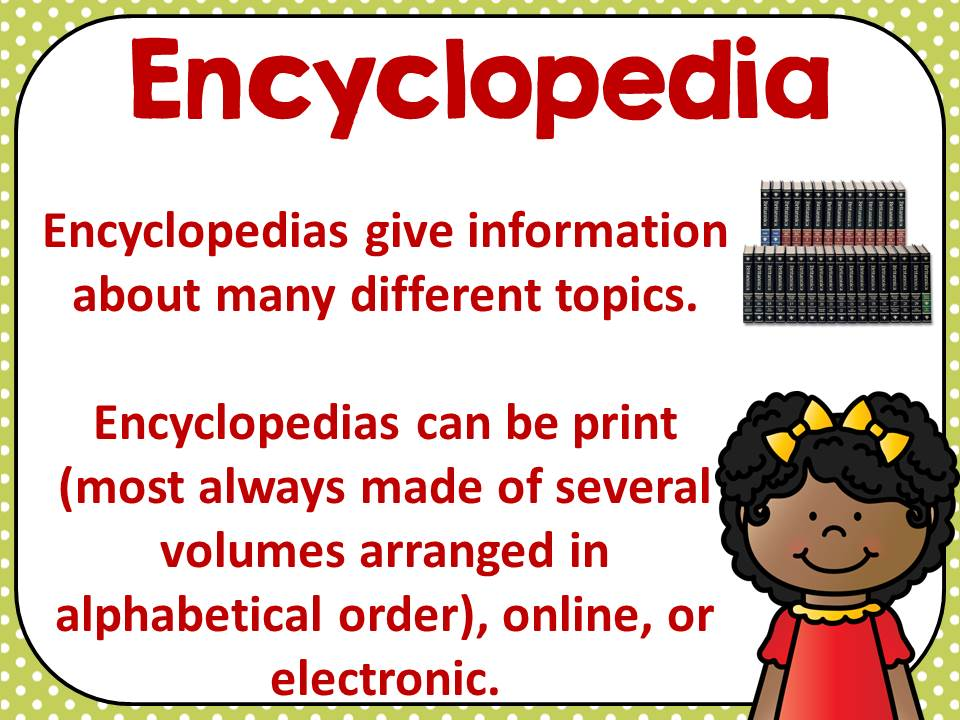 Encyclopedia
Encyclopedias give information
about many different topics.
Encyclopedias can be print
(most always made of several
volumes arranged in
alphabetical order), online, or
electronic.